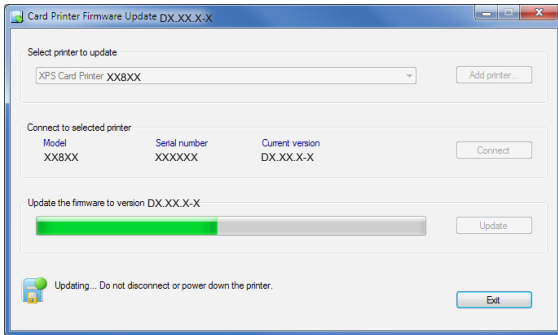 Card Printer Firmware Update DX.XX.X-X
Select printer to update
XPS Card Printer XX8XX
Add printer...
Connect to selected printer
Model Serial number Current version
XX8XX XXXXXX DX.XX.X-X
Connect
Update the firmware to version DX.XX.X-X
Update
Updating... Do not disconnect or power down the printer.
Exit